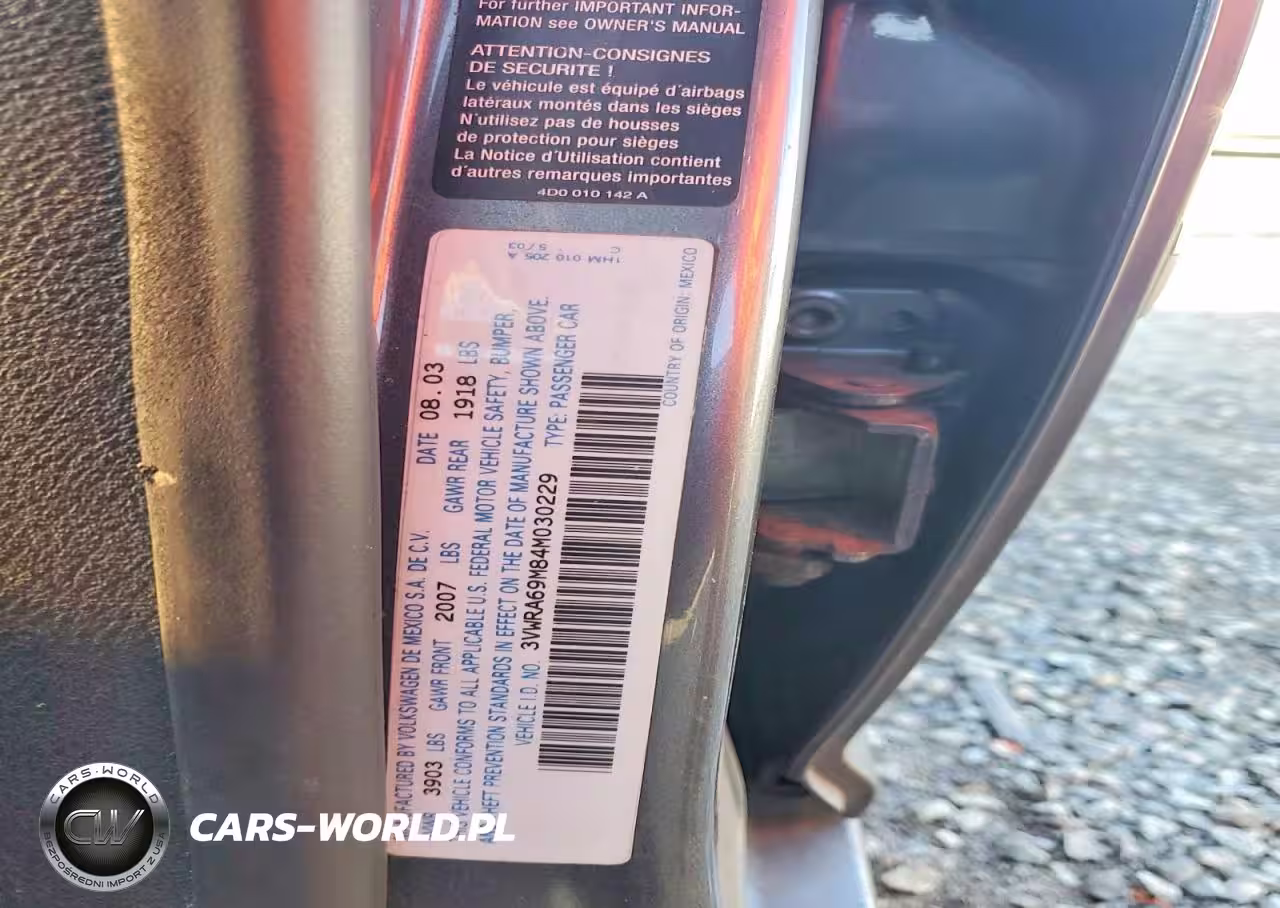 For further IMPORTANT INFOR-
MATION see OWNER'S MANUAL
ATTENTION-CONSIGNES
DE SECURITE !
Le véhicule est équipé d'airbags
latéraux montés dans les sièges
N'utilisez pas de housses
de protection pour sièges
La Notice d'Utilisation contient
d'autres remarques importantes
4D0 010 142 A
1HM 010 205 A
5/03
FACTURED BY VOLKSWAGEN DE MEXICO S.A. DE C.V. DATE 08.03
3903 LBS GAWR FRONT 2007 LBS GAWR REAR 1918 LBS
VEHICLE CONFORMS TO ALL APPLICABLE U.S. FEDERAL MOTOR VEHICLE SAFETY, BUMPER,
THEFT PREVENTION STANDARDS IN EFFECT ON THE DATE OF MANUFACTURE SHOWN ABOVE.
VEHICLE I.D. NO. 3VWRA69M84M030229 TYPE: PASSENGER CAR
COUNTRY OF ORIGIN: MEXICO
CARS-WORLD
CW
BEZPOŚREDNI IMPORT Z USA
CARS-WORLD.PL